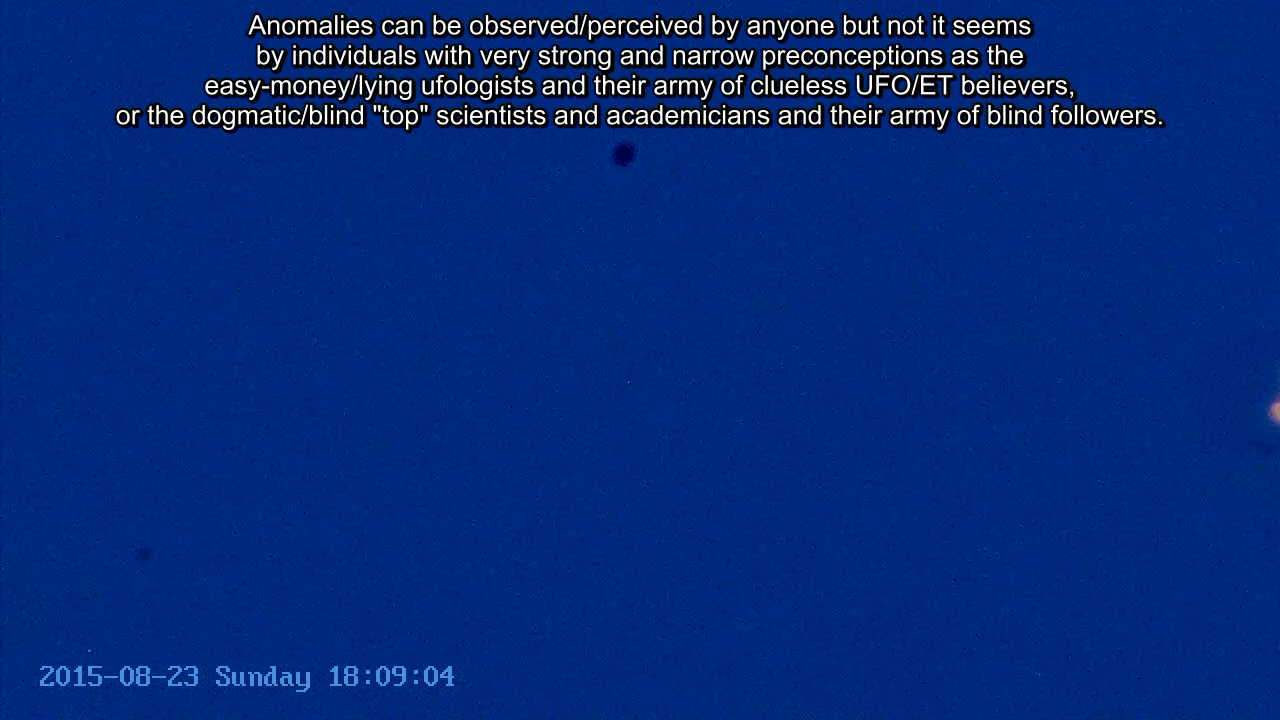 Anomalies can be observed/perceived by anyone but not it seems
by individuals with very strong and narrow preconceptions as the
easy-money/lying ufologists and their army of clueless UFO/ET believers,
or the dogmatic/blind "top" scientists and academicians and their army of blind followers.
2015-08-23 Sunday 18:09:04